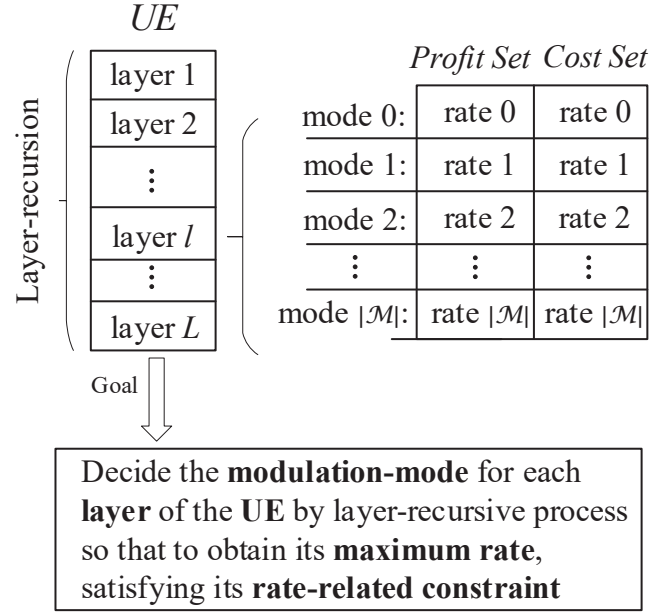 UE
Layer-recursion
layer 1
layer 2
⋮
layer l
⋮
layer L
Profit Set Cost Set
mode 0: rate 0 rate 0
mode 1: rate 1 rate 1
mode 2: rate 2 rate 2
⋮ ⋮ ⋮
mode |ℳ|: rate |ℳ| rate |ℳ|
Goal
Decide the modulation-mode for each
layer of the UE by layer-recursive process
so that to obtain its maximum rate,
satisfying its rate-related constraint